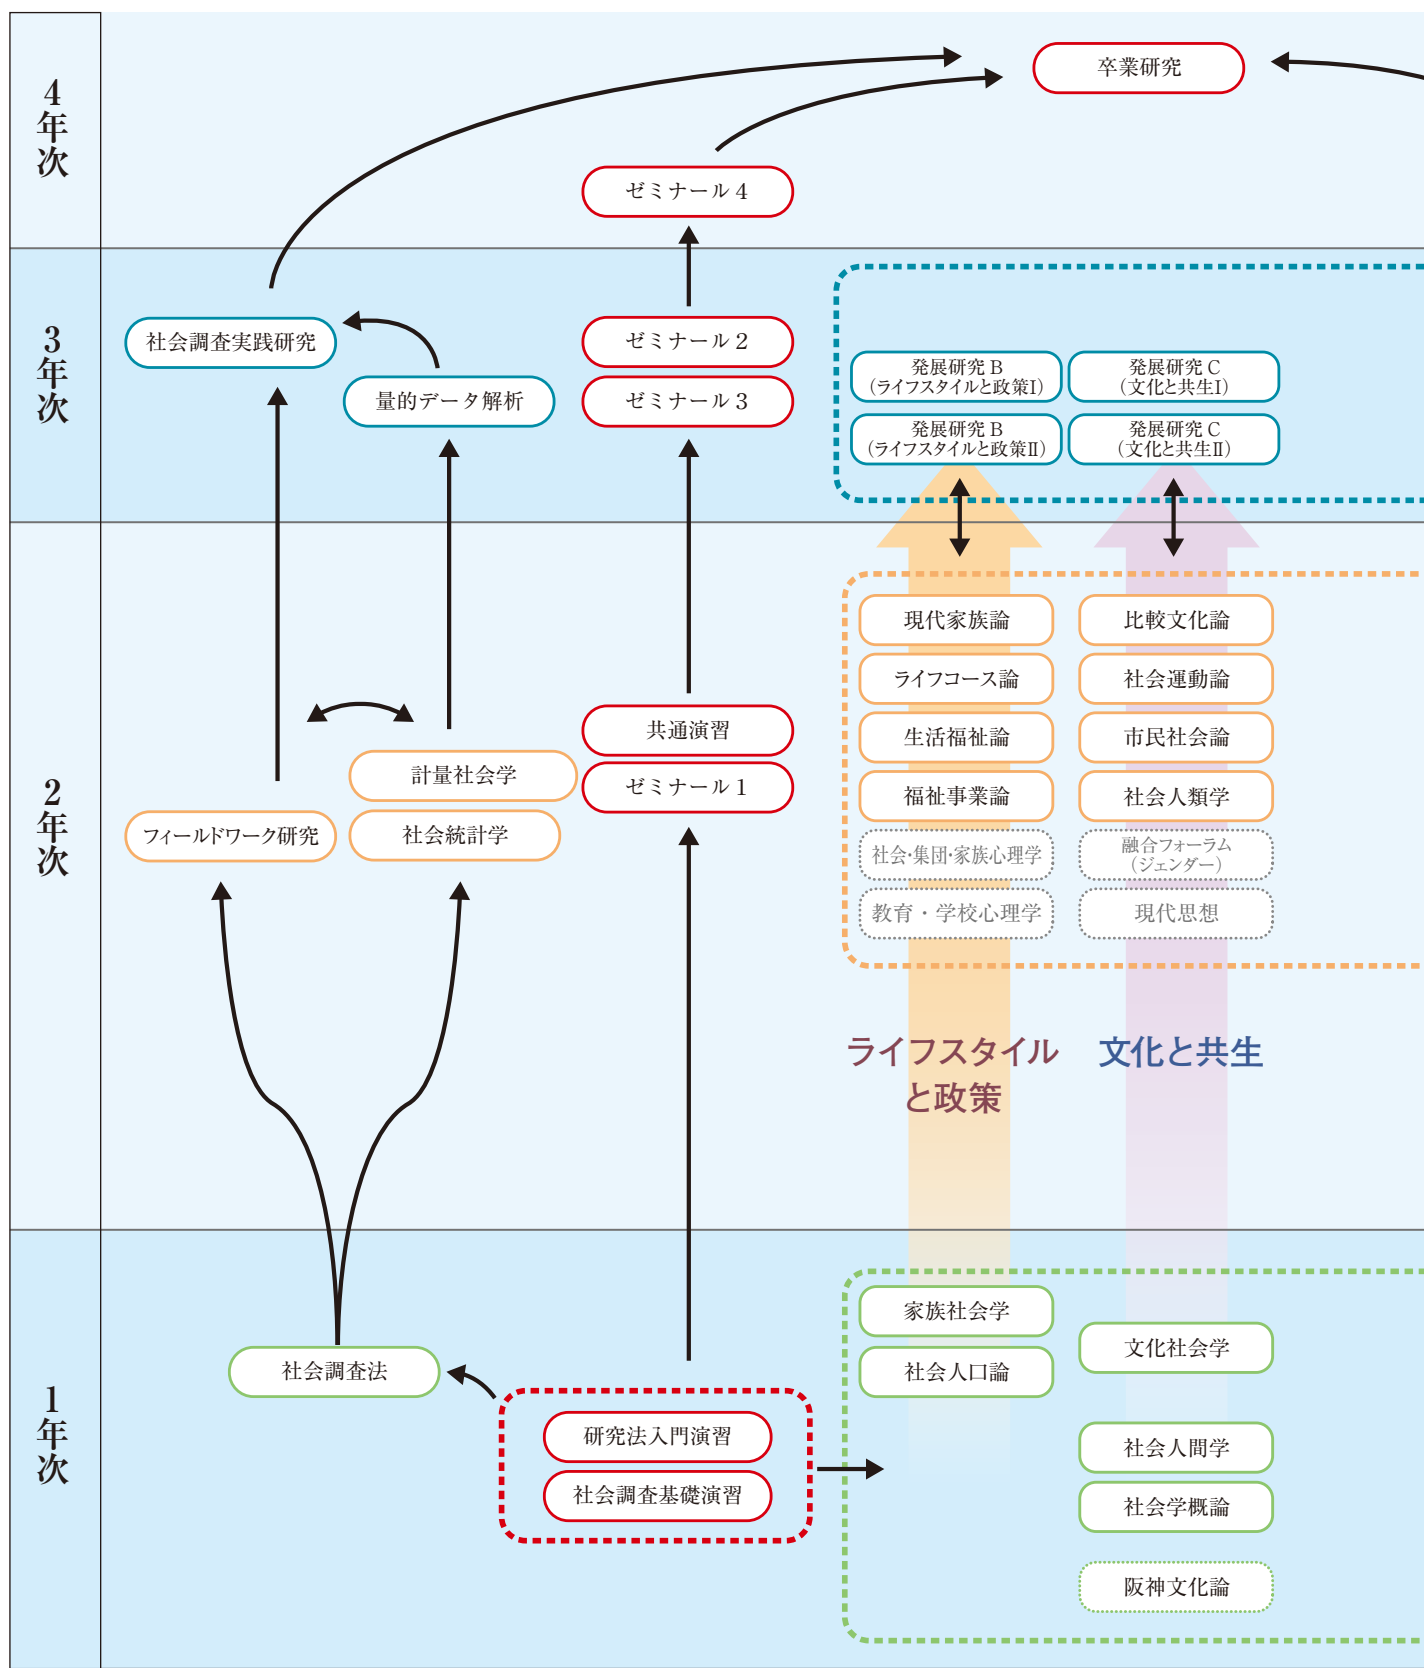 4年次
卒業研究
ゼミナール 4
3年次
社会調査実践研究
量的データ解析
ゼミナール 2
ゼミナール 3
発展研究 B
(ライフスタイルと政策I)
発展研究 C
(文化と共生I)
発展研究 B
(ライフスタイルと政策II)
発展研究 C
(文化と共生II)
2年次
フィールドワーク研究
計量社会学
社会統計学
共通演習
ゼミナール 1
現代家族論
ライフコース論
生活福祉論
福祉事業論
社会・集団・家族心理学
教育・学校心理学
比較文化論
社会運動論
市民社会論
社会人類学
融合フォーラム
(ジェンダー)
現代思想
ライフスタイル
と政策
文化と共生
1年次
社会調査法
研究法入門演習
社会調査基礎演習
家族社会学
社会人口論
文化社会学
社会人間学
社会学概論
阪神文化論